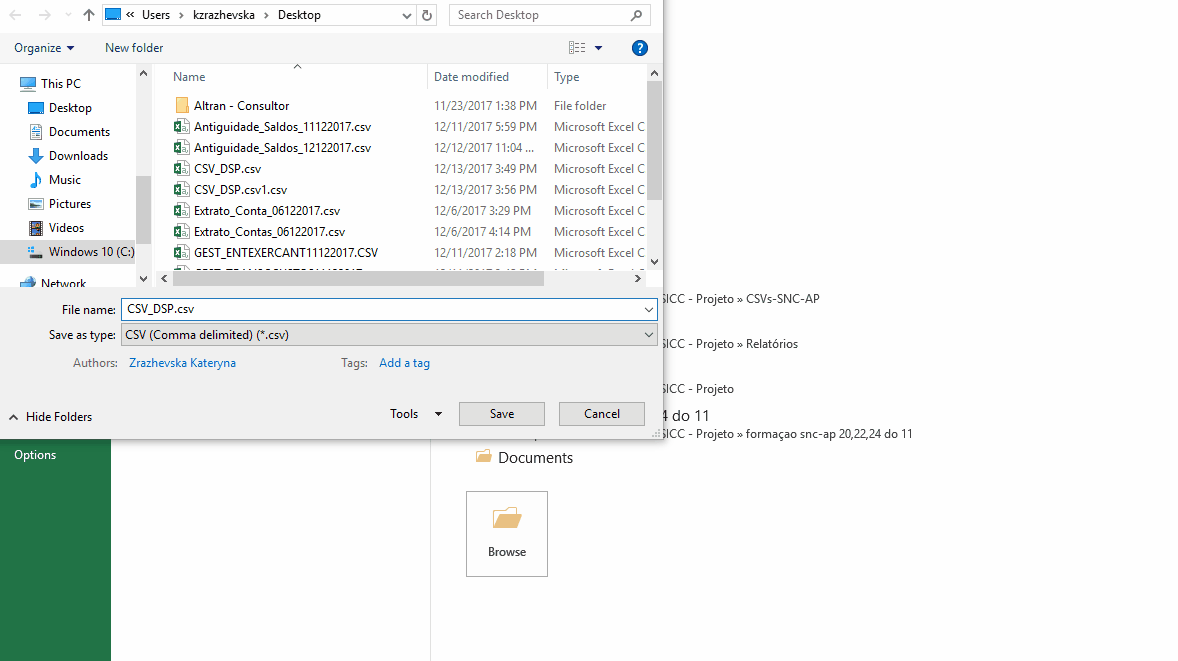 « Users › kzrazhevska › Desktop
Search Desktop
Organize
New folder
?
Name Date modified Type
This PC
Desktop
Documents
Downloads
Music
Pictures
Videos
Windows 10 (C:)
Network
Altran - Consultor 11/23/2017 1:38 PM File folder
Antiguidade_Saldos_11122017.csv 12/11/2017 5:59 PM Microsoft Excel C
Antiguidade_Saldos_12122017.csv 12/12/2017 11:04 ... Microsoft Excel C
CSV_DSP.csv 12/13/2017 3:49 PM Microsoft Excel C
CSV_DSP.csv1.csv 12/13/2017 3:56 PM Microsoft Excel C
Extrato_Conta_06122017.csv 12/6/2017 3:29 PM Microsoft Excel C
Extrato_Contas_06122017.csv 12/6/2017 4:14 PM Microsoft Excel C
GEST_ENTEXERCANT11122017.CSV 12/11/2017 2:18 PM Microsoft Excel C
File name: CSV_DSP.csv
Save as type: CSV (Comma delimited) (*.csv)
Authors: Zrazhevska Kateryna Tags: Add a tag
Hide Folders
Tools
Save
Cancel
SICC - Projeto » CSVs-SNC-AP
SICC - Projeto » Relatórios
SICC - Projeto
4 do 11
SICC - Projeto » formaçao snc-ap 20,22,24 do 11
Options
Documents
Browse